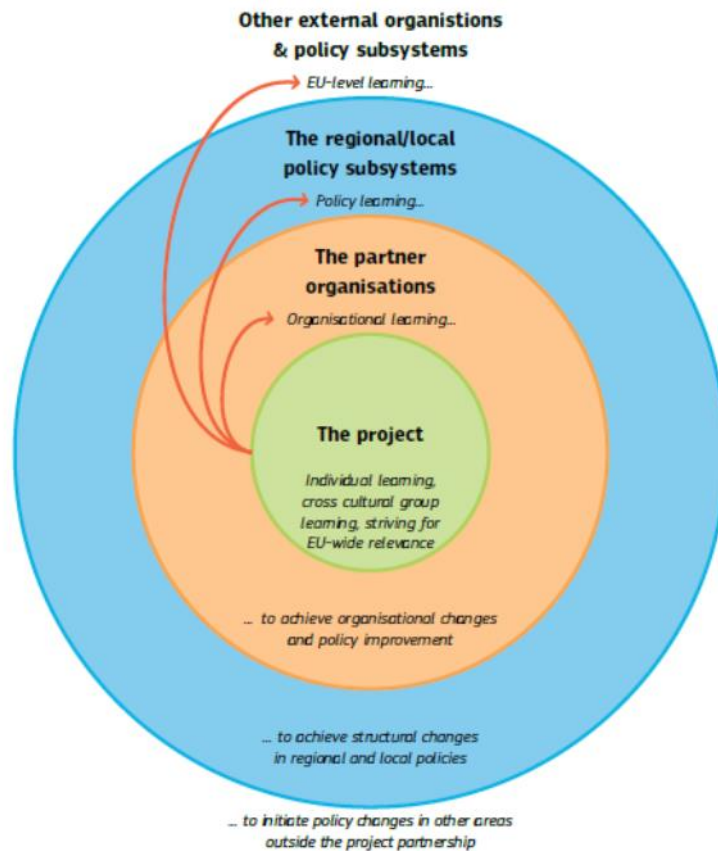 Other external organistions
& policy subsystems
EU-level learning...
The regional/local
policy subsystems
Policy learning...
The partner
organisations
Organisational learning...
The project
Individual learning,
cross cultural group
learning, striving for
EU-wide relevance
... to achieve organisational changes
and policy improvement
... to achieve structural changes
in regional and local policies
... to initiate policy changes in other areas
outside the project partnership